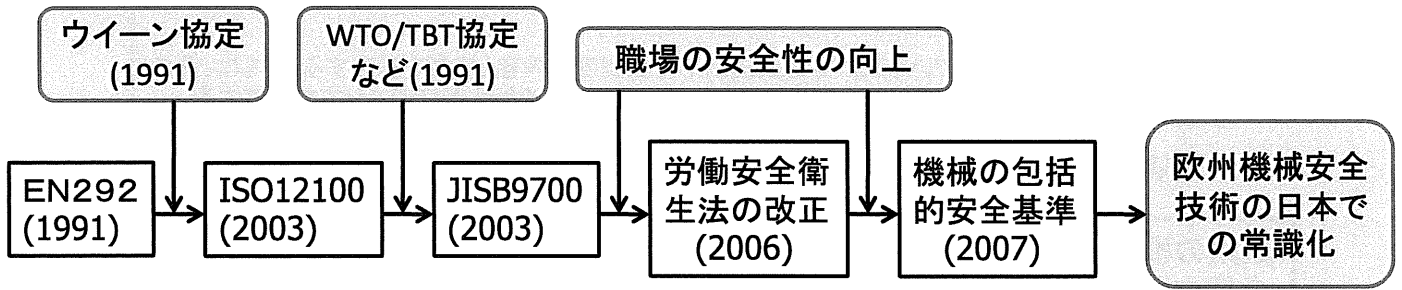 ウイーン協定
(1991)
WTO/TBT協定
など(1991)
職場の安全性の向上
EN292
(1991)
ISO12100
(2003)
JISB9700
(2003)
労働安全衛
生法の改正
(2006)
機械の包括
的安全基準
(2007)
欧州機械安全
技術の日本で
の常識化